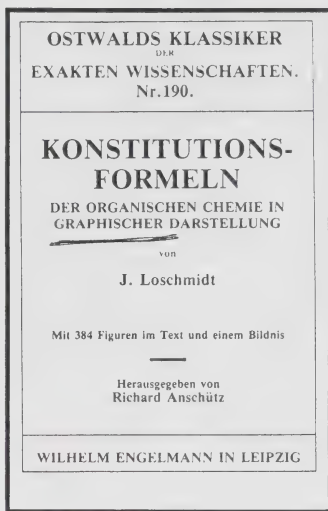 OSTWALDS KLASSIKER
DER
EXAKTEN WISSENSCHAFTEN.
Nr. 190.
KONSTITUTIONS-
FORMELN
DER ORGANISCHEN CHEMIE IN
GRAPHISCHER DARSTELLUNG
von
J. Loschmidt
Mit 384 Figuren im Text und einem Bildnis
Herausgegeben von
Richard Anschütz
WILHELM ENGELMANN IN LEIPZIG